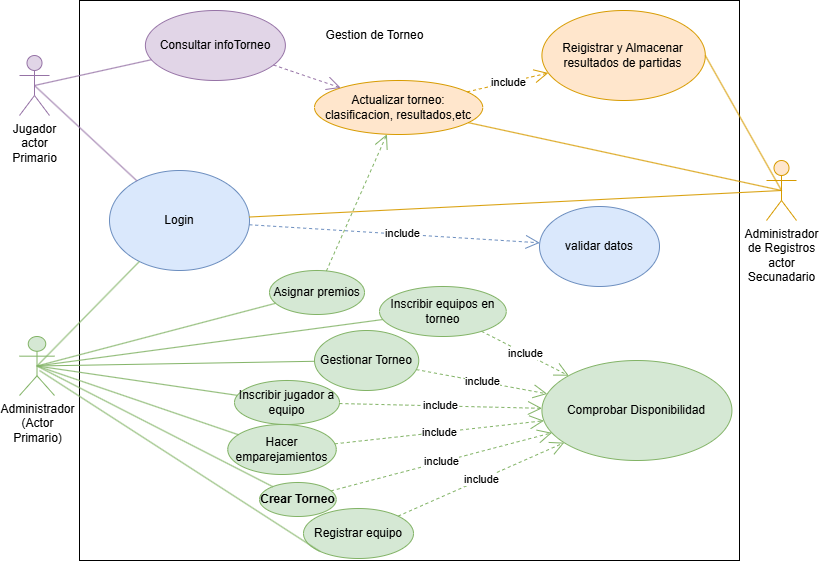 Gestion de Torneo
Consultar infoTorneo
Reigistrar y Almacenar
resultados de partidas
include
Actualizar torneo:
clasificacion, resultados,etc
Jugador
actor
Primario
Login
include
validar datos
Administrador
de Registros
actor
Secunadario
Asignar premios
Inscribir equipos en
torneo
include
Gestionar Torneo
include
Administrador
(Actor
Primario)
Inscribir jugador a
equipo
include
Comprobar Disponibilidad
Hacer
emparejamientos
include
include
Crear Torneo
include
Registrar equipo